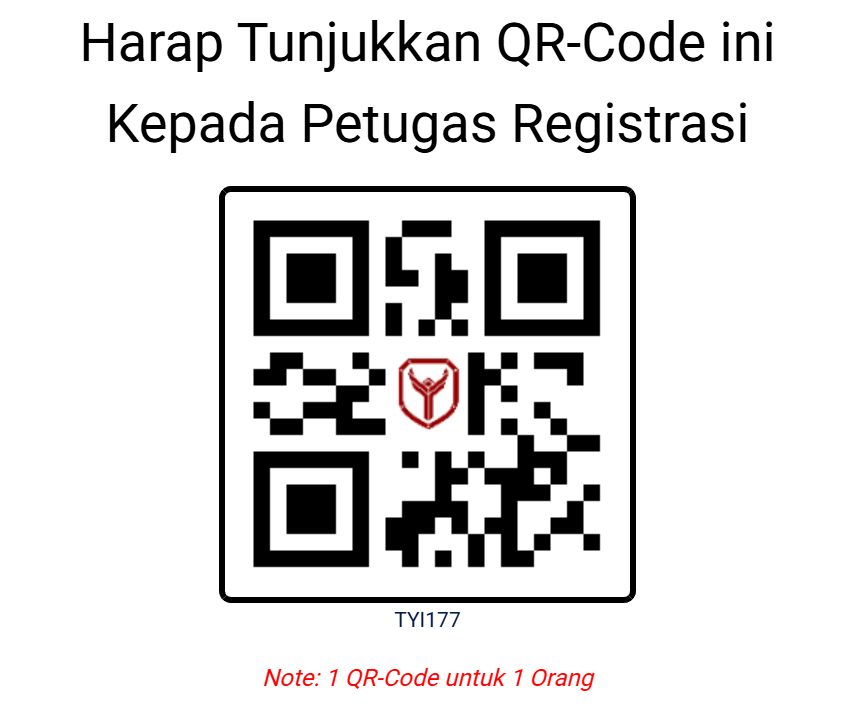 Harap Tunjukkan QR-Code ini
Kepada Petugas Registrasi
TYI177
Note: 1 QR-Code untuk 1 Orang